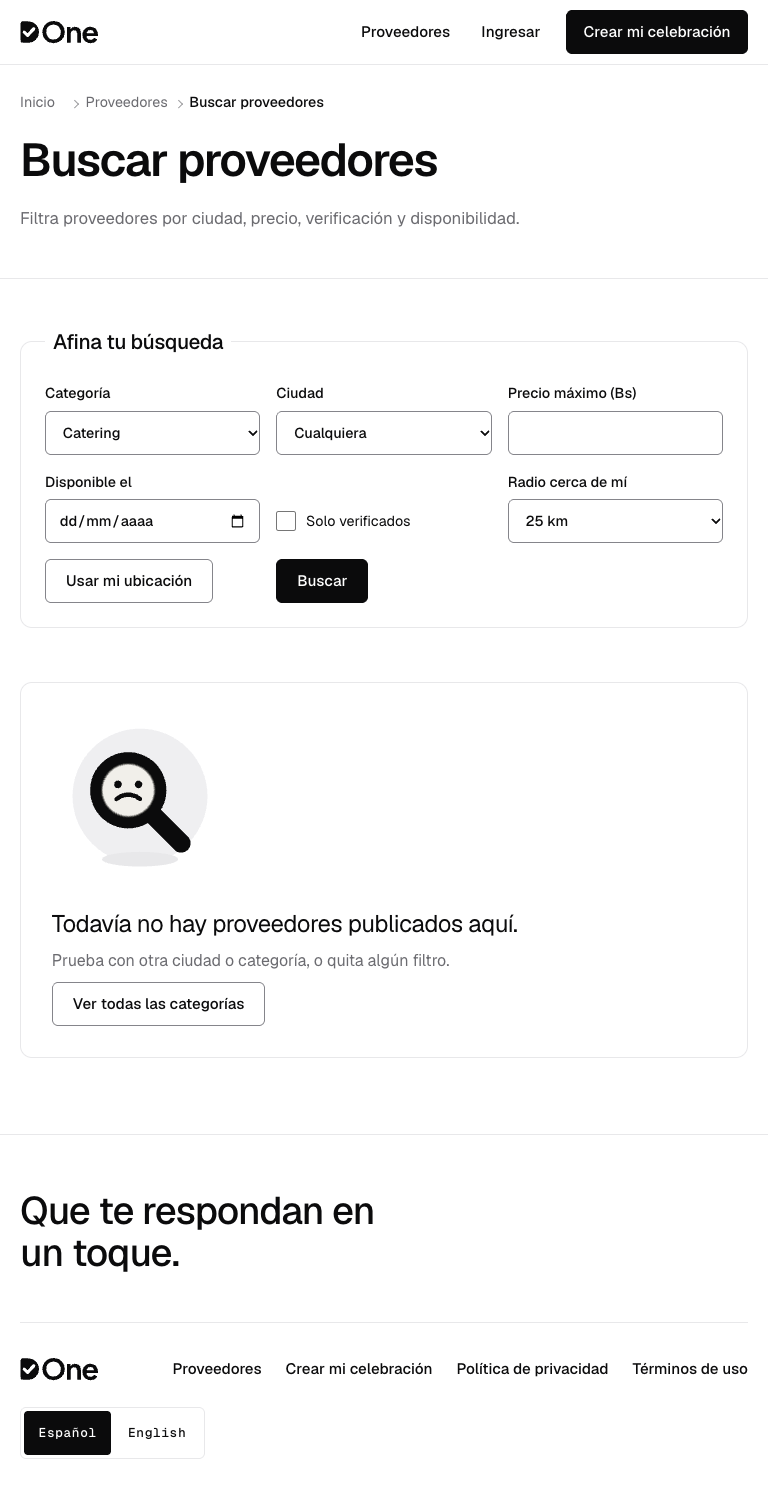 One
Proveedores
Ingresar
Crear mi celebración
Inicio
Proveedores
Buscar proveedores
Buscar proveedores
Filtra proveedores por ciudad, precio, verificación y disponibilidad.
Afina tu búsqueda
Categoría
Ciudad
Precio máximo (Bs)
Catering
Cualquiera
Disponible el
Radio cerca de mí
dd/mm/aaaa
Solo verificados
25 km
Usar mi ubicación
Buscar
Todavía no hay proveedores publicados aquí.
Prueba con otra ciudad o categoría, o quita algún filtro.
Ver todas las categorías
Que te respondan en
un toque.
One
Proveedores
Crear mi celebración
Política de privacidad
Términos de uso
Español
English